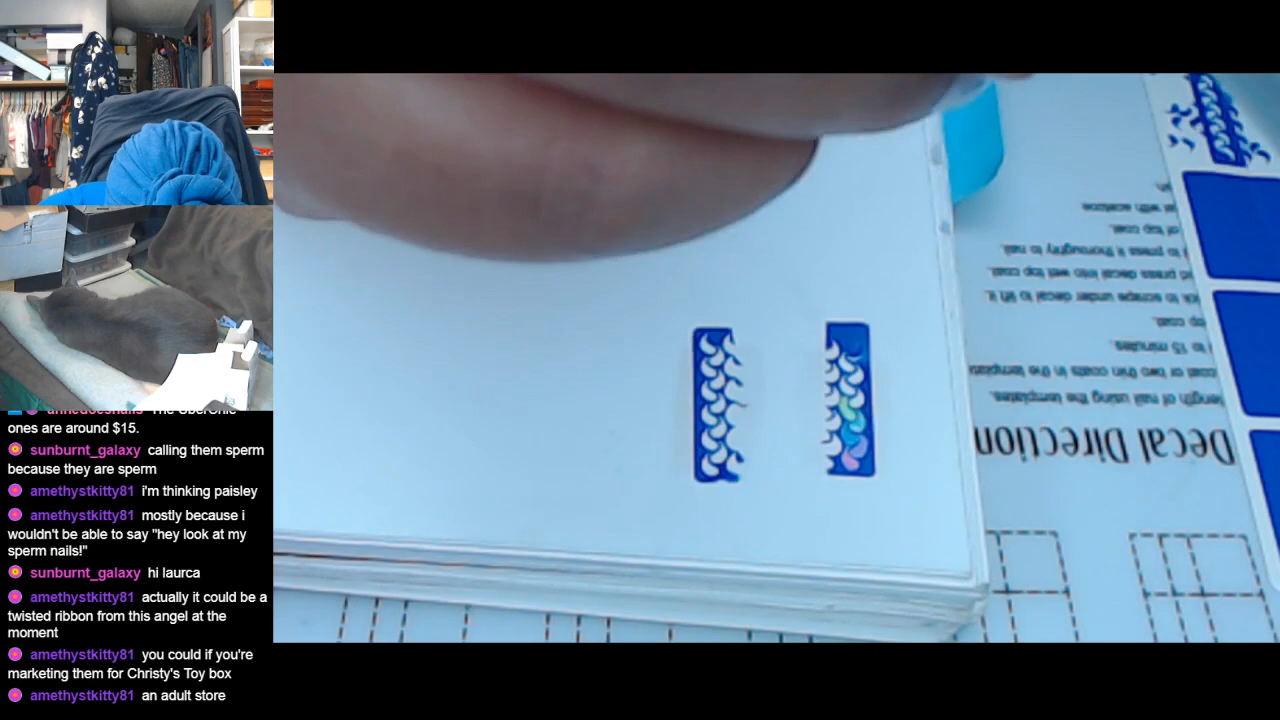 annedoesnails The UberChic
ones are around $15.
sunburnt_galaxy calling them sperm
because they are sperm
amethystkitty81 i'm thinking paisley
amethystkitty81 mostly because i
wouldn't be able to say "hey look at my
sperm nails!"
sunburnt_galaxy hi laurca
amethystkitty81 actually it could be a
twisted ribbon from this angel at the
moment
amethystkitty81 you could if you're
marketing them for Christy's Toy box
amethystkitty81 an adult store
Decal Direction
ength of nail using the templates.
coat or two thin coats in the template
to 15 minutes
top coat.
ck to scrape under decal to lift it
press decal into wet top coat
to press it thoroughly to nail.
of top coat.
with acetone